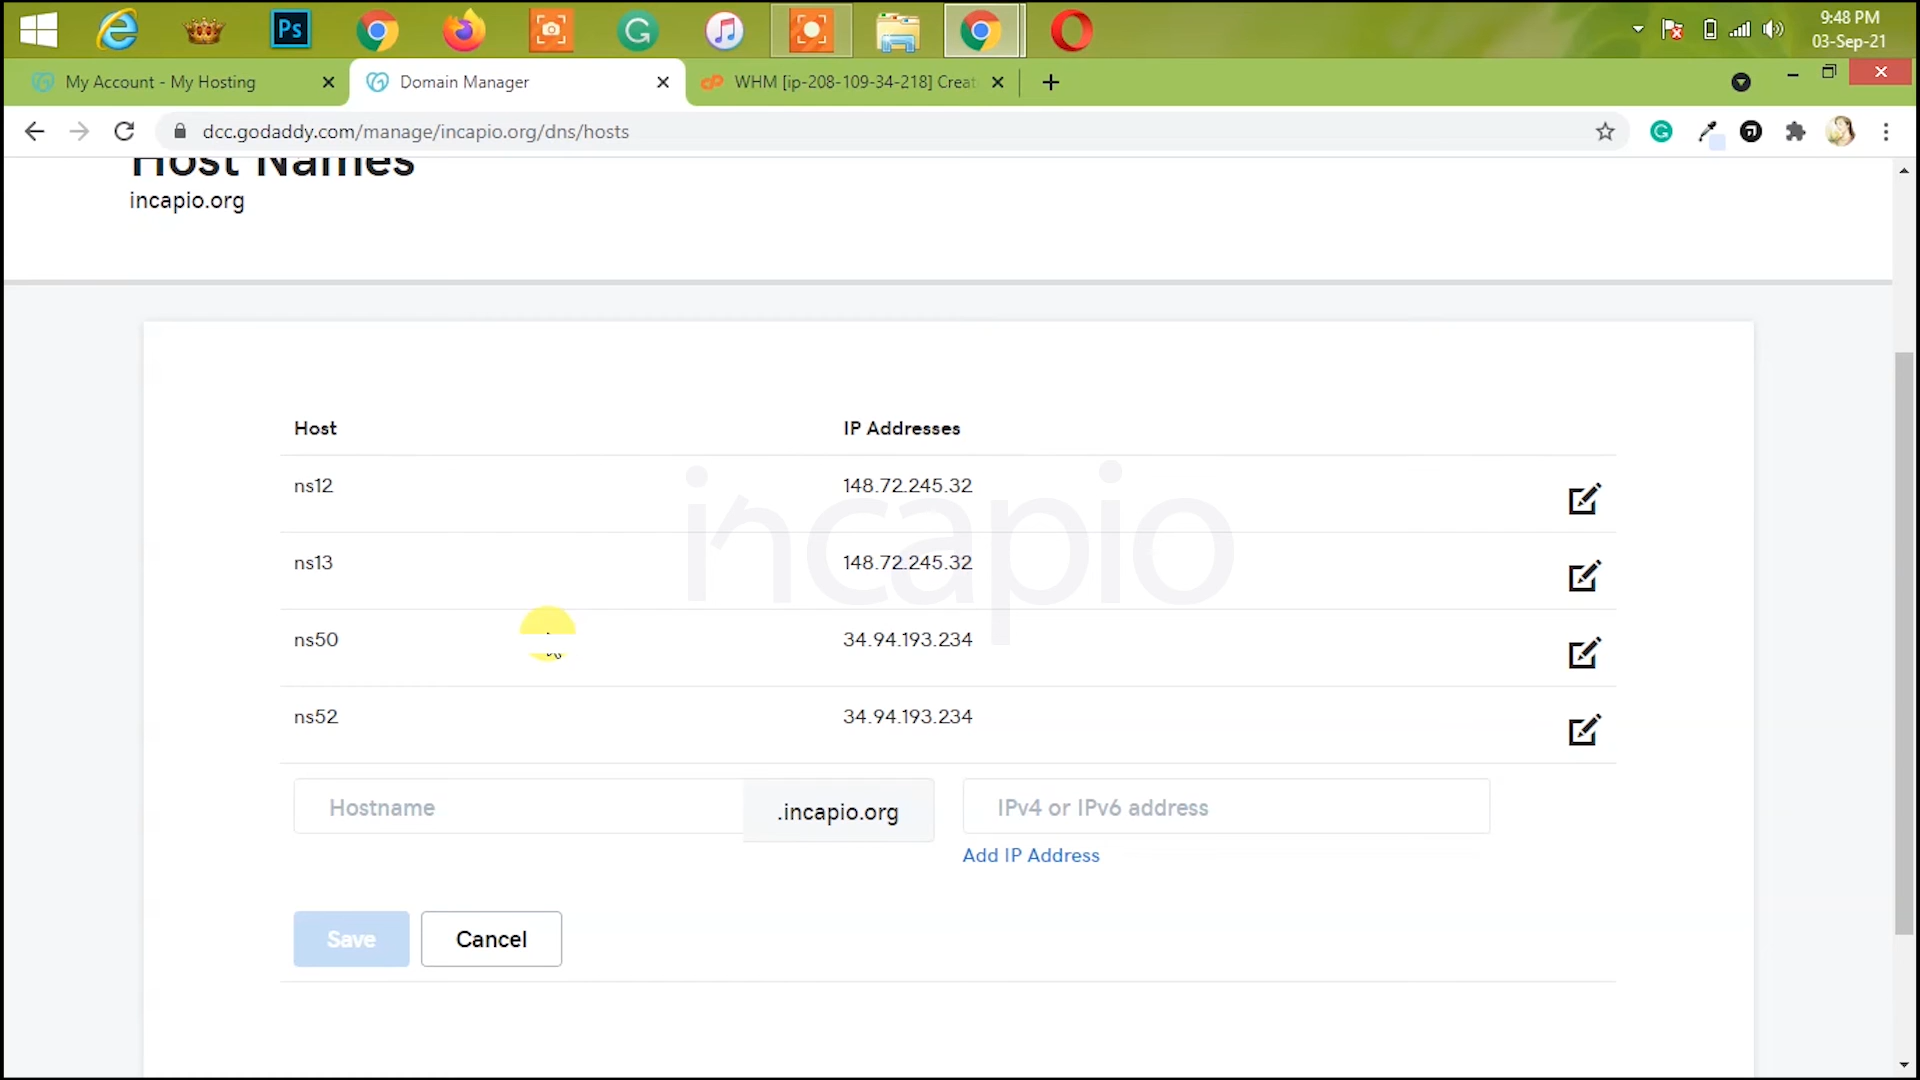 Ps
9:48 PM
03-Sep-21
My Account - My Hosting
Domain Manager
WHM [ip-208-109-34-218] Creat
dcc.godaddy.com/manage/incapio.org/dns/hosts
Host Names
incapio.org
Host
IP Addresses
ns12
148.72.245.32
ns13
148.72.245.32
incapio
ns50
34.94.193.234
ns52
34.94.193.234
Hostname
.incapio.org
IPv4 or IPv6 address
Add IP Address
Save
Cancel